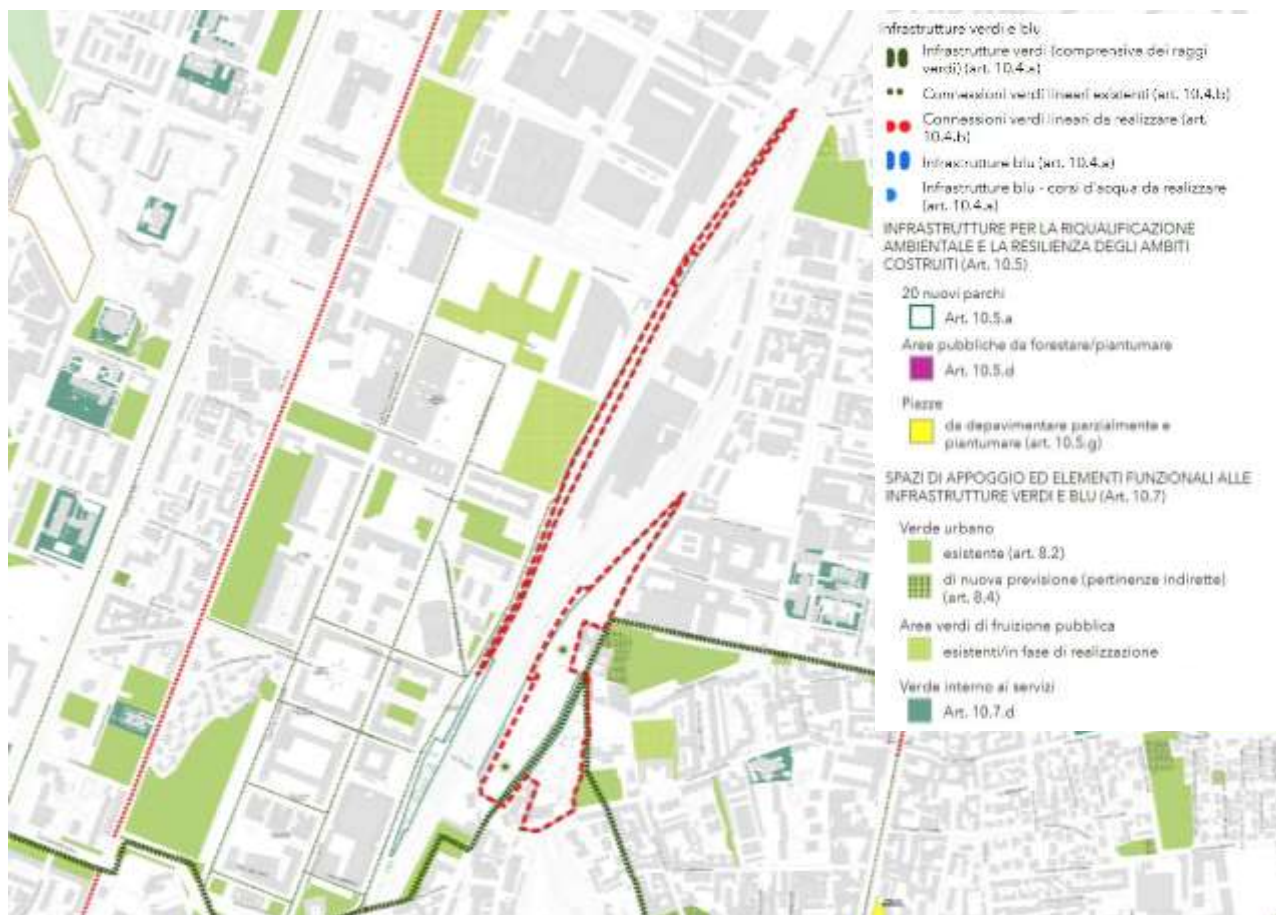 Infrastrutture verdi e blu
Infrastrutture verdi (comprensive dei raggi
verdi) (art. 10.4.a)
Connessioni verdi lineari esistenti (art. 10.4.b)
Connessioni verdi lineari da realizzare (art.
10.4.b)
Infrastrutture blu (art. 10.4.a)
Infrastrutture blu - corsi d'acqua da realizzare
(art. 10.4.a)
INFRASTRUTTURE PER LA RIQUALIFICAZIONE
AMBIENTALE E LA RESILIENZA DEGLI AMBITI
COSTRUITI (Art. 10.5)
20 nuovi parchi
Art. 10.5.a
Aree pubbliche da forestare/piantumare
Art. 10.5.d
Piazze
da depavimentare parzialmente e
piantumare (art. 10.5.g)
SPAZI DI APPOGGIO ED ELEMENTI FUNZIONALI ALLE
INFRASTRUTTURE VERDI E BLU (Art. 10.7)
Verde urbano
esistente (art. 8.2)
di nuova previsione (pertinenze indirette)
(art. 8.4)
Aree verdi di fruizione pubblica
esistenti/in fase di realizzazione
Verde interno ai servizi
Art. 10.7.d